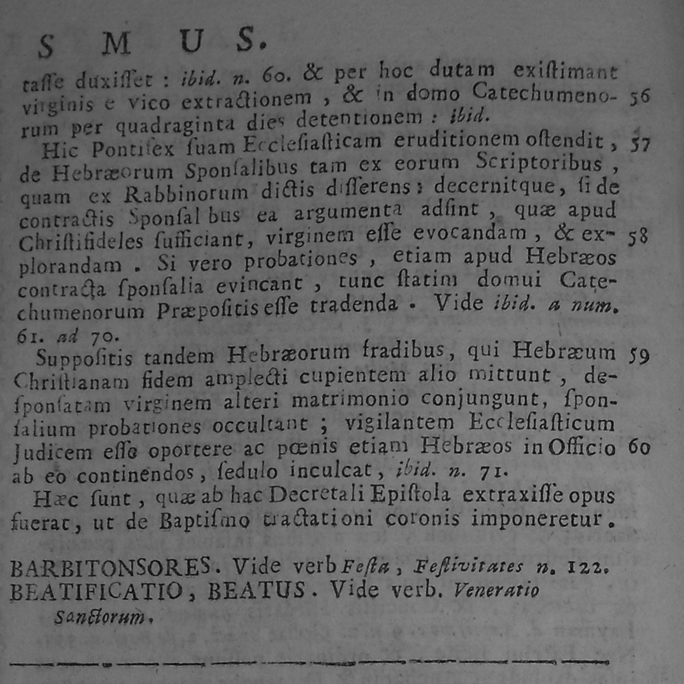 S M U S.
taſſe duxiſſet : ibid. n. 60. & per hoc dutam exiſtimant
virginis e vico extractionem , & in domo Catechumeno- 56
rum per quadraginta dies detentionem : ibid.
Hic Pontifex ſuam Eccleſiaſticam eruditionem oſtendit , 57
de Hebræorum Sponſalibus tam ex eorum Scriptoribus ,
quam ex Rabbinorum dictis diſſerens : decernitque, ſi de
contractis Sponſalibus ea argumenta adſint , quæ apud
Chriſtifideles ſufficiant, virginem eſſe evocandam , & ex- 58
plorandam . Si vero probationes , etiam apud Hebræos
contracta ſponſalia evincant , tunc ſtatim domui Cate-
chumenorum Præpoſitis eſſe tradenda . Vide ibid. a num.
61. ad 70.
Suppoſitis tandem Hebræorum fradibus, qui Hebræum 59
Chriſtianam fidem amplecti cupientem alio mittunt , de-
ſponſatam virginem alteri matrimonio conjungunt, ſpon-
ſalium probationes occultant ; vigilantem Eccleſiaſticum
Judicem eſſe oportere ac pœnis etiam Hebræos in Officio 60
ab eo continendos , ſedulo inculcat, ibid. n. 71.
Hæc ſunt , quæ ab hac Decretali Epiſtola extraxiſſe opus
fuerat, ut de Baptiſmo tractationi coronis imponeretur.
BARBITONSORES. Vide verb Feſta, Feſtivitates n. 122.
BEATIFICATIO, BEATUS. Vide verb. Veneratio
Sanctorum.